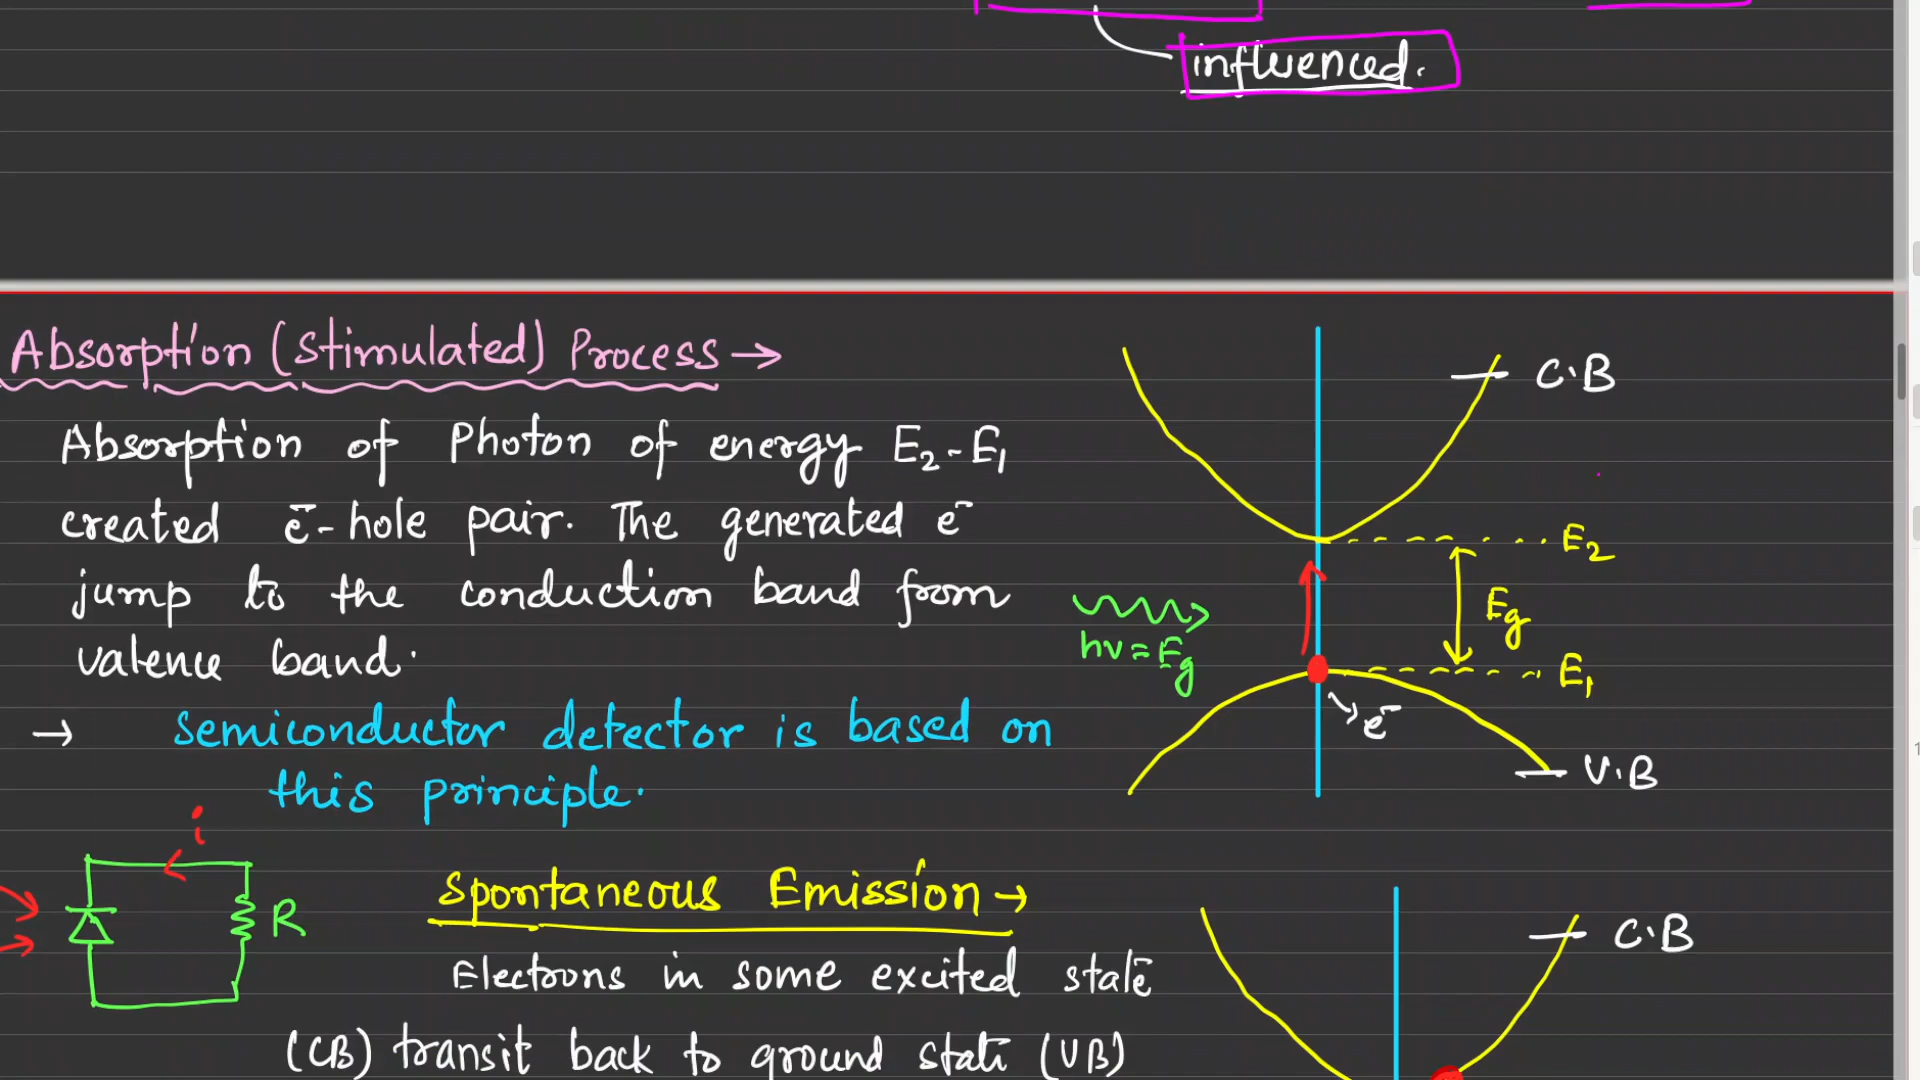 influenced.
Absorption (Stimulated) Process →
Absorption of Photon of energy E₂-E₁
created e⁻-hole pair. The generated e⁻
jump to the conduction band from
valence band.
→ Semiconductor detector is based on
this principle.
C.B
E₂
Eg
hν = Eg
E₁
e⁻
V.B
i
R
Spontaneous Emission →
Electrons in some excited state
(CB) transit back to ground state (VB)
C.B